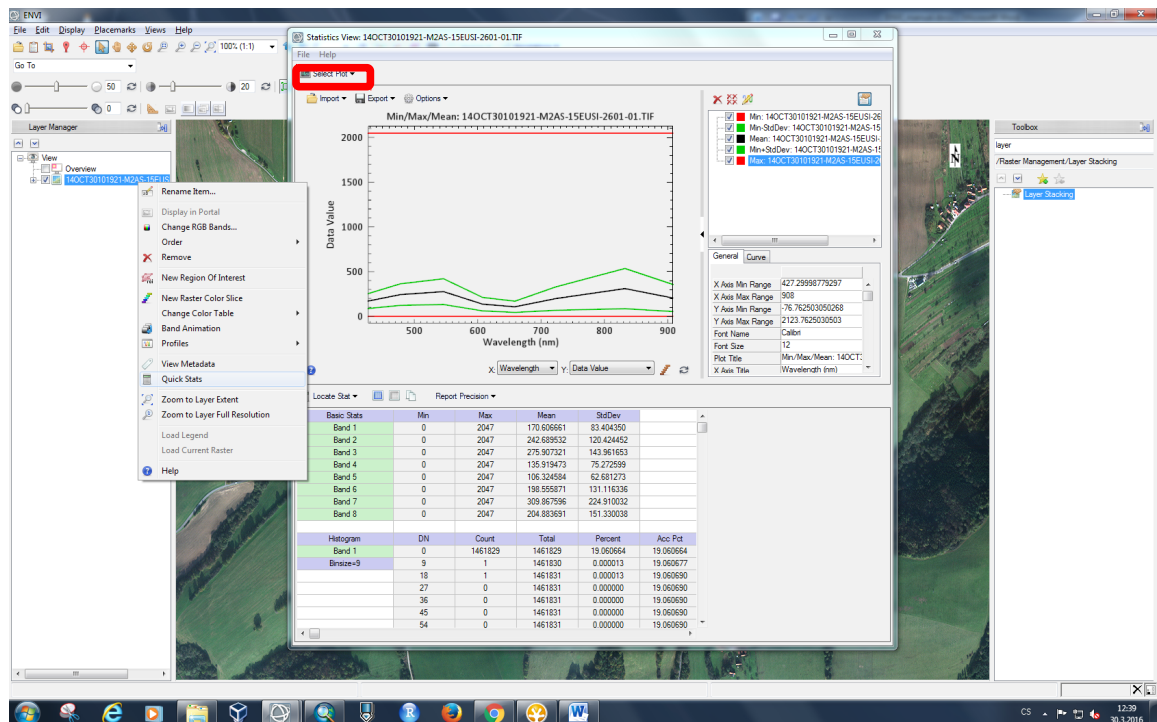 ENVI
File Edit Display Placemarks Views Help
100% (1:1)
Go To
50
20
0
Layer Manager
View
Overview
14OCT30101921-M2AS-15EUS
Rename Item...
Display in Portal
Change RGB Bands...
Order
Remove
New Region Of Interest
New Raster Color Slice
Change Color Table
Band Animation
Profiles
View Metadata
Quick Stats
Zoom to Layer Extent
Zoom to Layer Full Resolution
Load Legend
Load Current Raster
Help
Statistics View: 14OCT30101921-M2AS-15EUSI-2601-01.TIF
File Help
Select Plot
Import Export Options
Min/Max/Mean: 14OCT30101921-M2AS-15EUSI-2601-01.TIF
2000
1500
1000
500
0
Data Value
500 600 700 800 900
Wavelength (nm)
X: Wavelength Y: Data Value
Min: 14OCT30101921-M2AS-15EUSI-26
Min-StdDev: 14OCT30101921-M2AS-15
Mean: 14OCT30101921-M2AS-15EUSI-
Min+StdDev: 14OCT30101921-M2AS-1
Max: 14OCT30101921-M2AS-15EUSI-2
General Curve
X Axis Min Range 427.29998779297
X Axis Max Range 908
Y Axis Min Range -76.762503050268
Y Axis Max Range 2123.7625030503
Font Name Calibri
Font Size 12
Plot Title Min/Max/Mean: 14OCT
X Axis Title Wavelength (nm)
Locate Stat Report Precision
Basic Stats Min Max Mean StdDev
Band 1 0 2047 170.606661 83.404350
Band 2 0 2047 242.689532 120.424452
Band 3 0 2047 275.907321 143.961653
Band 4 0 2047 135.919473 75.272599
Band 5 0 2047 106.324584 62.681273
Band 6 0 2047 198.555871 131.116336
Band 7 0 2047 309.867596 224.910032
Band 8 0 2047 204.883691 151.330038
Histogram DN Count Total Percent Acc Pct
Band 1 0 1461829 1461829 19.060664 19.060664
Binsize=9 9 1 1461830 0.000013 19.060677
18 1 1461831 0.000013 19.060690
27 0 1461831 0.000000 19.060690
36 0 1461831 0.000000 19.060690
45 0 1461831 0.000000 19.060690
54 0 1461831 0.000000 19.060690
N
Toolbox
layer
/Raster Management/Layer Stacking
Layer Stacking
CS
12:39
30.3.2016